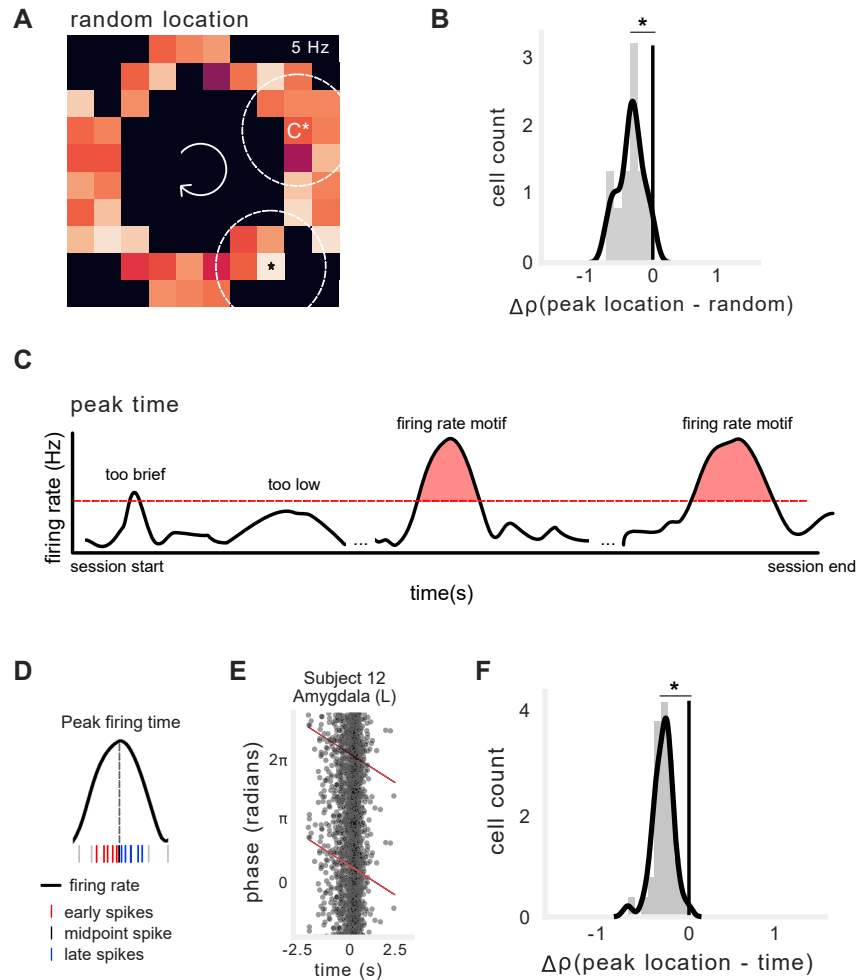 A
random location
5 Hz
C*
*
B
*
3
2
1
0
cell count
-1 0 1
Δρ(peak location - random)
C
peak time
firing rate (Hz)
too brief
too low
firing rate motif
firing rate motif
...
...
session start
session end
time(s)
D
Peak firing time
firing rate
early spikes
midpoint spike
late spikes
E
Subject 12
Amygdala (L)
phase (radians)
2π
π
0
-2.5 0 2.5
time (s)
F
*
4
2
0
cell count
-1 0 1
Δρ(peak location - time)